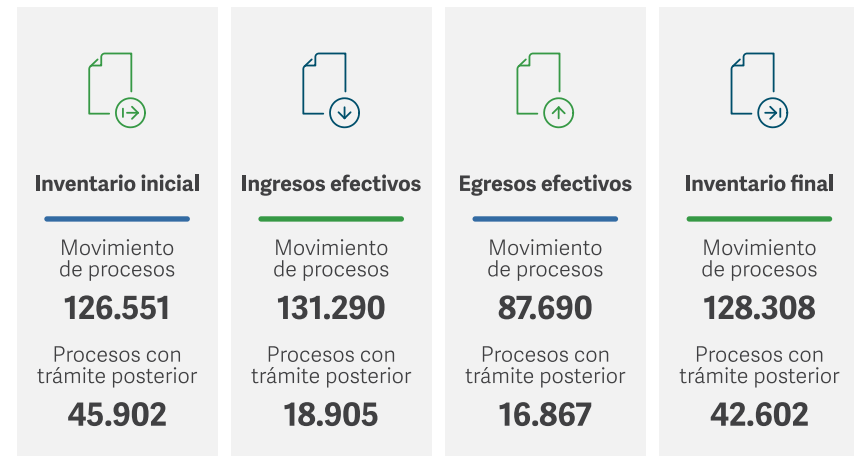 Inventario inicial
Movimiento
de procesos
126.551
Procesos con
trámite posterior
45.902
Ingresos efectivos
Movimiento
de procesos
131.290
Procesos con
trámite posterior
18.905
Egresos efectivos
Movimiento
de procesos
87.690
Procesos con
trámite posterior
16.867
Inventario final
Movimiento
de procesos
128.308
Procesos con
trámite posterior
42.602